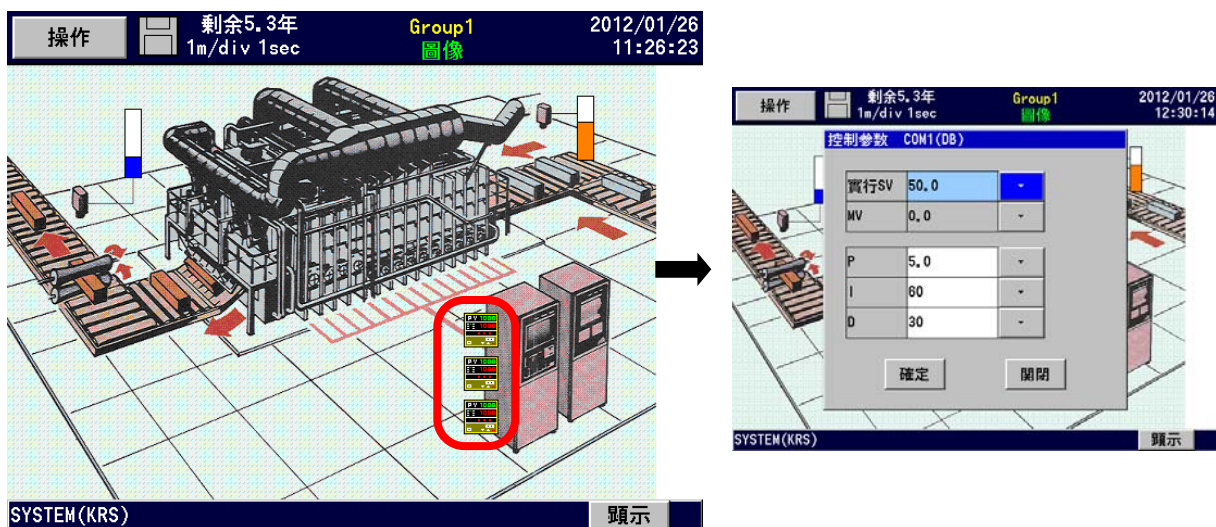 操作
剩余5.3年
1m/div 1sec
Group1
圖像
2012/01/26
11:26:23
SYSTEM(KRS)
顕示
操作
剩余5.3年
1m/div 1sec
Group1
圖像
2012/01/26
12:30:14
控制参数 COM1(DB)
實行SV 50.0
MV 0.0
P 5.0
I 60
D 30
確定
関閉
SYSTEM(KRS)
顕示